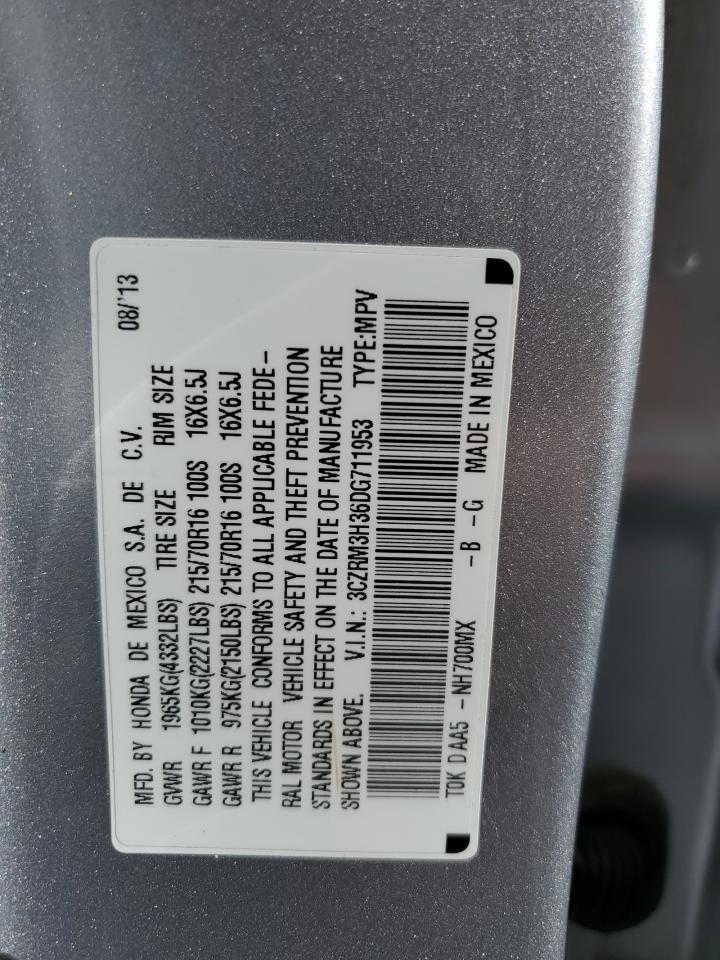 MFD. BY HONDA DE MEXICO S.A. DE C.V. 08/'13
GVWR 1965KG(4332LBS) TIRE SIZE RIM SIZE
GAWR F 1010KG(2227LBS) 215/70R16 100S 16X6.5J
GAWR R 975KG(2150LBS) 215/70R16 100S 16X6.5J
THIS VEHICLE CONFORMS TO ALL APPLICABLE FEDE-
RAL MOTOR VEHICLE SAFETY AND THEFT PREVENTION
STANDARDS IN EFFECT ON THE DATE OF MANUFACTURE
SHOWN ABOVE. V.I.N.: 3CZRM3H36DG711953 TYPE:MPV
T0K D AA5 -NH700MX -B -G MADE IN MEXICO